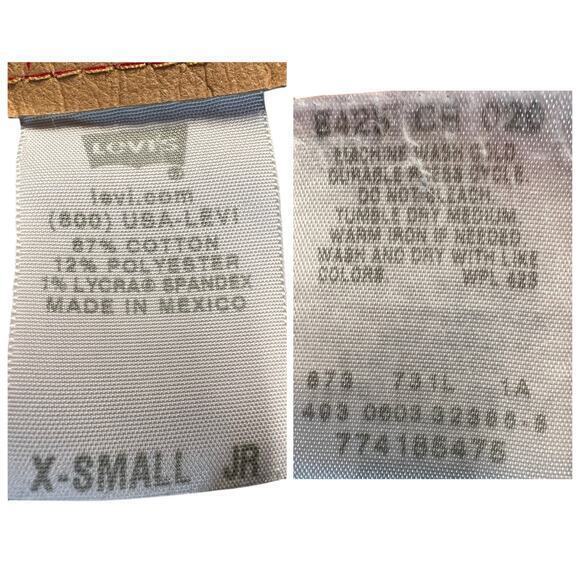 Levi's
®
levi.com
(800) USA-LEVI
87% COTTON
12% POLYESTER
1% LYCRA® SPANDEX
MADE IN MEXICO
X-SMALL JR
MACHINE WASH COLD
DURABLE PRESS CYCLE
DO NOT BLEACH
TUMBLE DRY MEDIUM
WARM IRON IF NEEDED
WASH AND DRY WITH LIKE
COLORS WPL 423
673 731L 1A
774185475